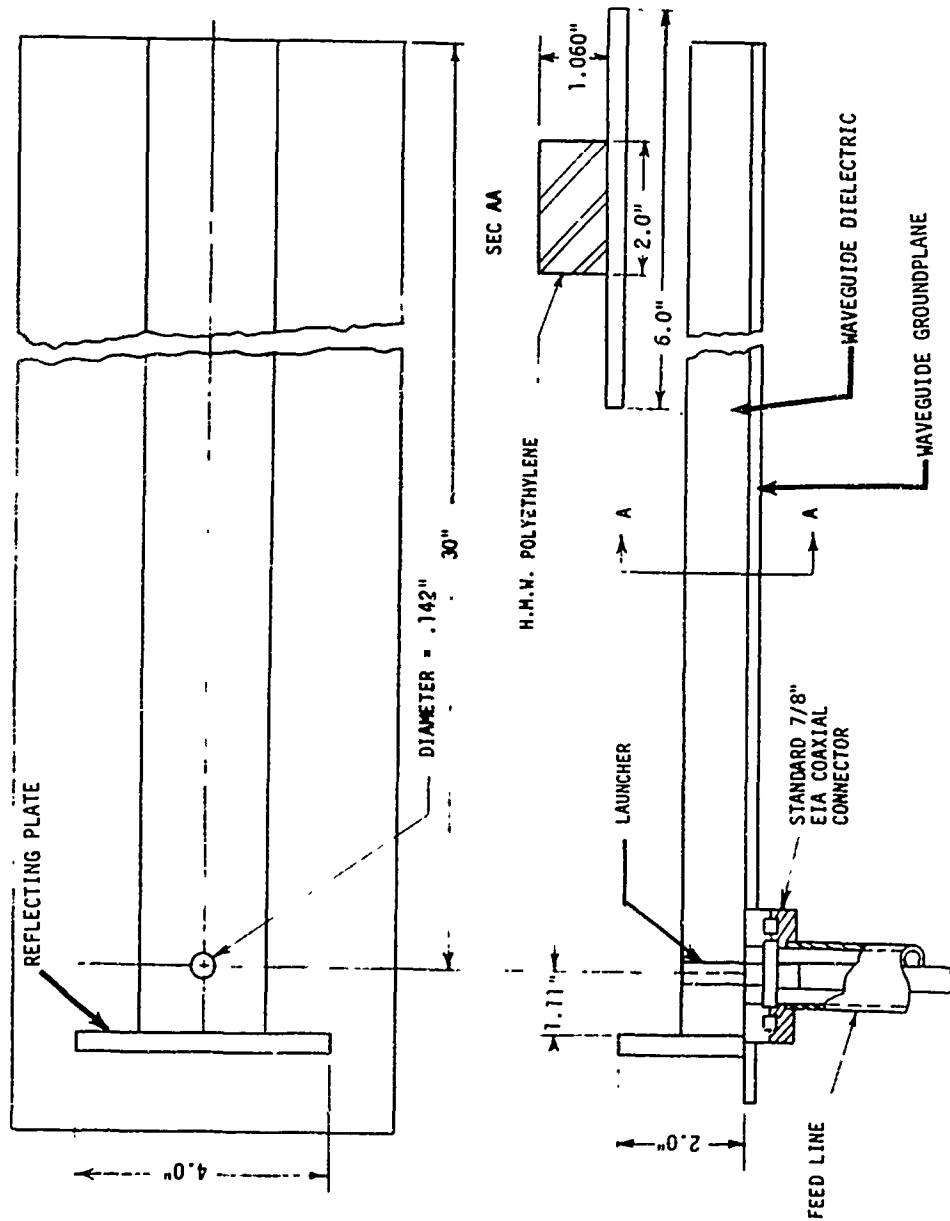 REFLECTING PLATE
4.0"
DIAMETER = .142"
30"
SEC AA
1.060"
H.M.W. POLYETHYLENE
2.0"
6.0"
A
A
LAUNCHER
1.11"
2.0"
STANDARD 7/8"
EIA COAXIAL
CONNECTOR
FEED LINE
WAVEGUIDE DIELECTRIC
WAVEGUIDE GROUNDPLANE